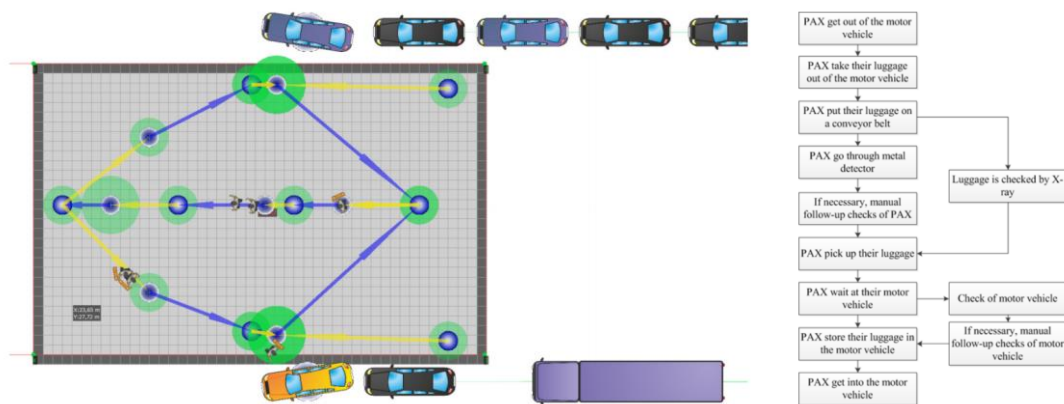 PAX get out of the motor
vehicle
PAX take their luggage
out of the motor vehicle
PAX put their luggage on
a conveyor belt
PAX go through metal
detector
Luggage is checked by X-
ray
If necessary, manual
follow-up checks of PAX
PAX pick up their luggage
PAX wait at their motor
vehicle
Check of motor vehicle
If necessary, manual
follow-up checks of motor
vehicle
PAX store their luggage in
the motor vehicle
PAX get into the motor
vehicle